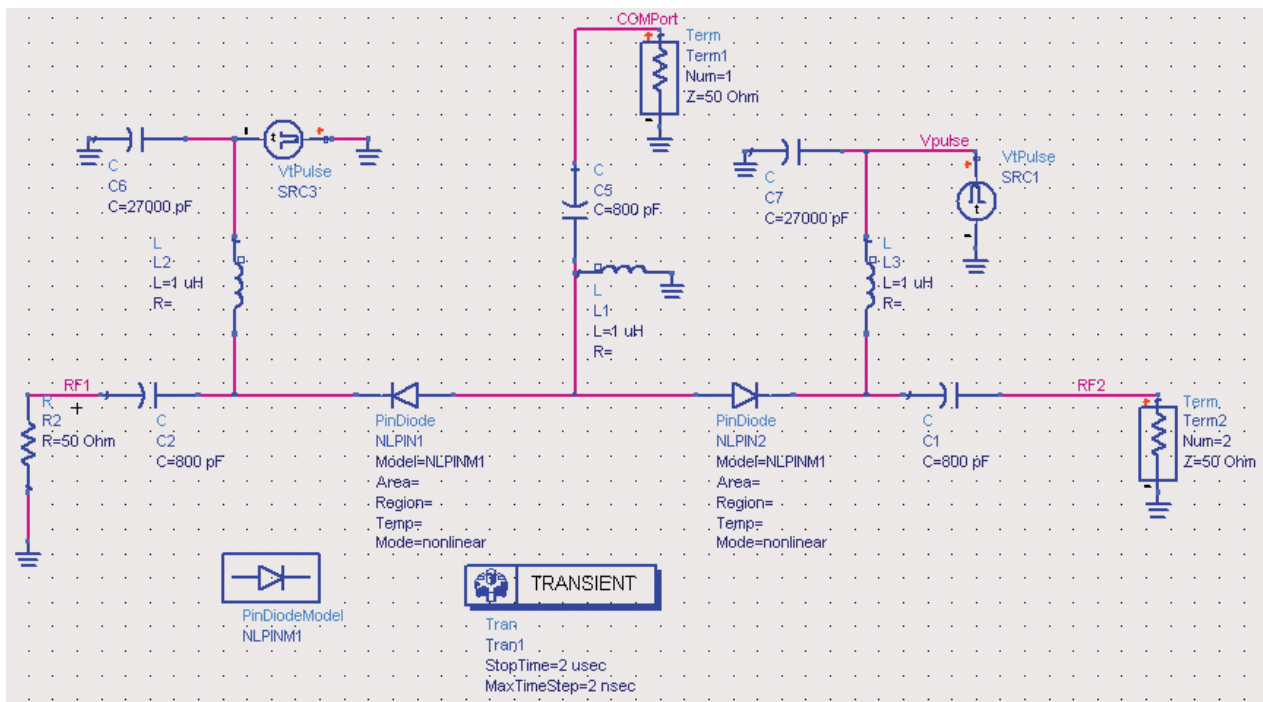 COMPort
Term
Term1
Num=1
Z=50 Ohm
C
C6
C=27000 pF
t
VtPulse
SRC3
C
C5
C=800 pF
Vpulse
C
C7
C=27000 pF
t
VtPulse
SRC1
L
L2
L=1 uH
R=
L
L1
L=1 uH
R=
L
L3
L=1 uH
R=
RF1
R
R2
R=50 Ohm
C
C2
C=800 pF
PinDiode
NLPIN1
Model=NLPINM1
Area=
Region=
Temp=
Mode=nonlinear
PinDiode
NLPIN2
Model=NLPINM1
Area=
Region=
Temp=
Mode=nonlinear
C
C1
C=800 pF
RF2
Term
Term2
Num=2
Z=50 Ohm
PinDiodeModel
NLPINM1
TRANSIENT
Tran
Tran1
StopTime=2 usec
MaxTimeStep=2 nsec